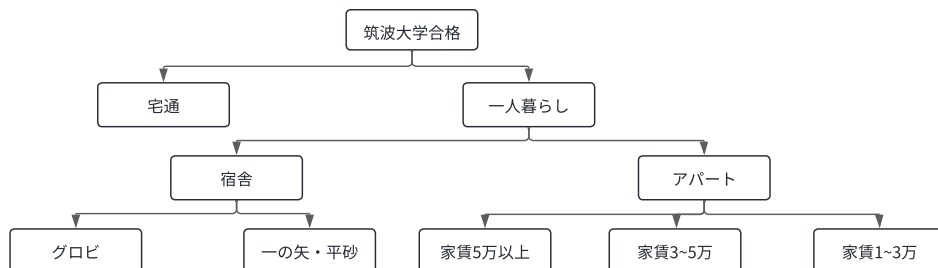 筑波大学合格
宅通
一人暮らし
宿舎
アパート
グロビ
一の矢・平砂
家賃5万以上
家賃3~5万
家賃1~3万